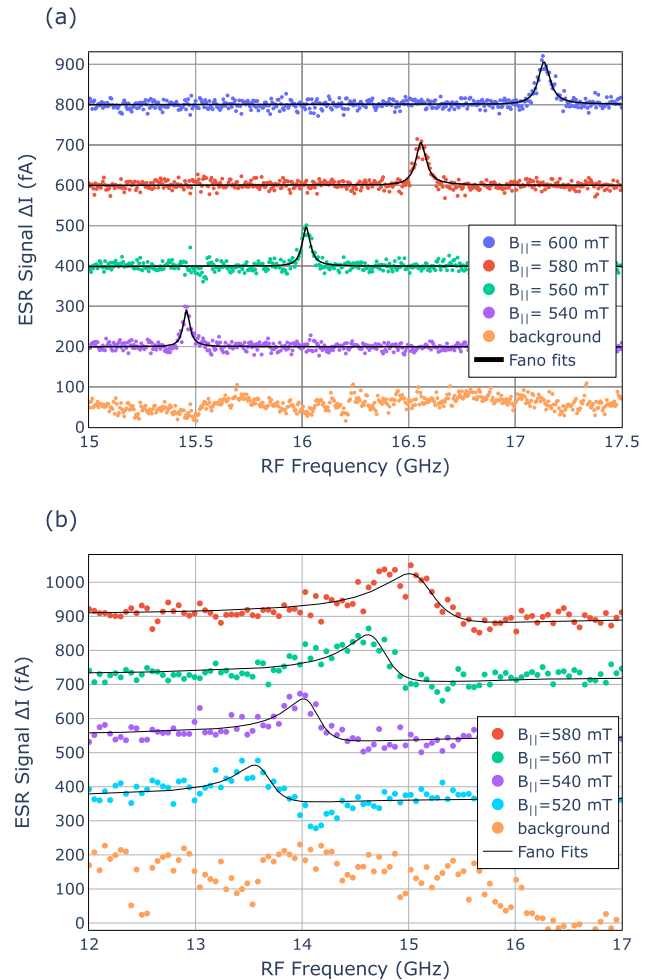 (a)
900
800
700
600
500
400
300
200
100
0
ESR Signal ΔI (fA)
15
15.5
16
16.5
17
17.5
RF Frequency (GHz)
B||= 600 mT
B||= 580 mT
B||= 560 mT
B||= 540 mT
background
Fano fits
(b)
1000
900
800
700
600
500
400
300
200
100
0
ESR Signal ΔI (fA)
12
13
14
15
16
17
RF Frequency (GHz)
B||=580 mT
B||=560 mT
B||=540 mT
B||=520 mT
background
Fano Fits